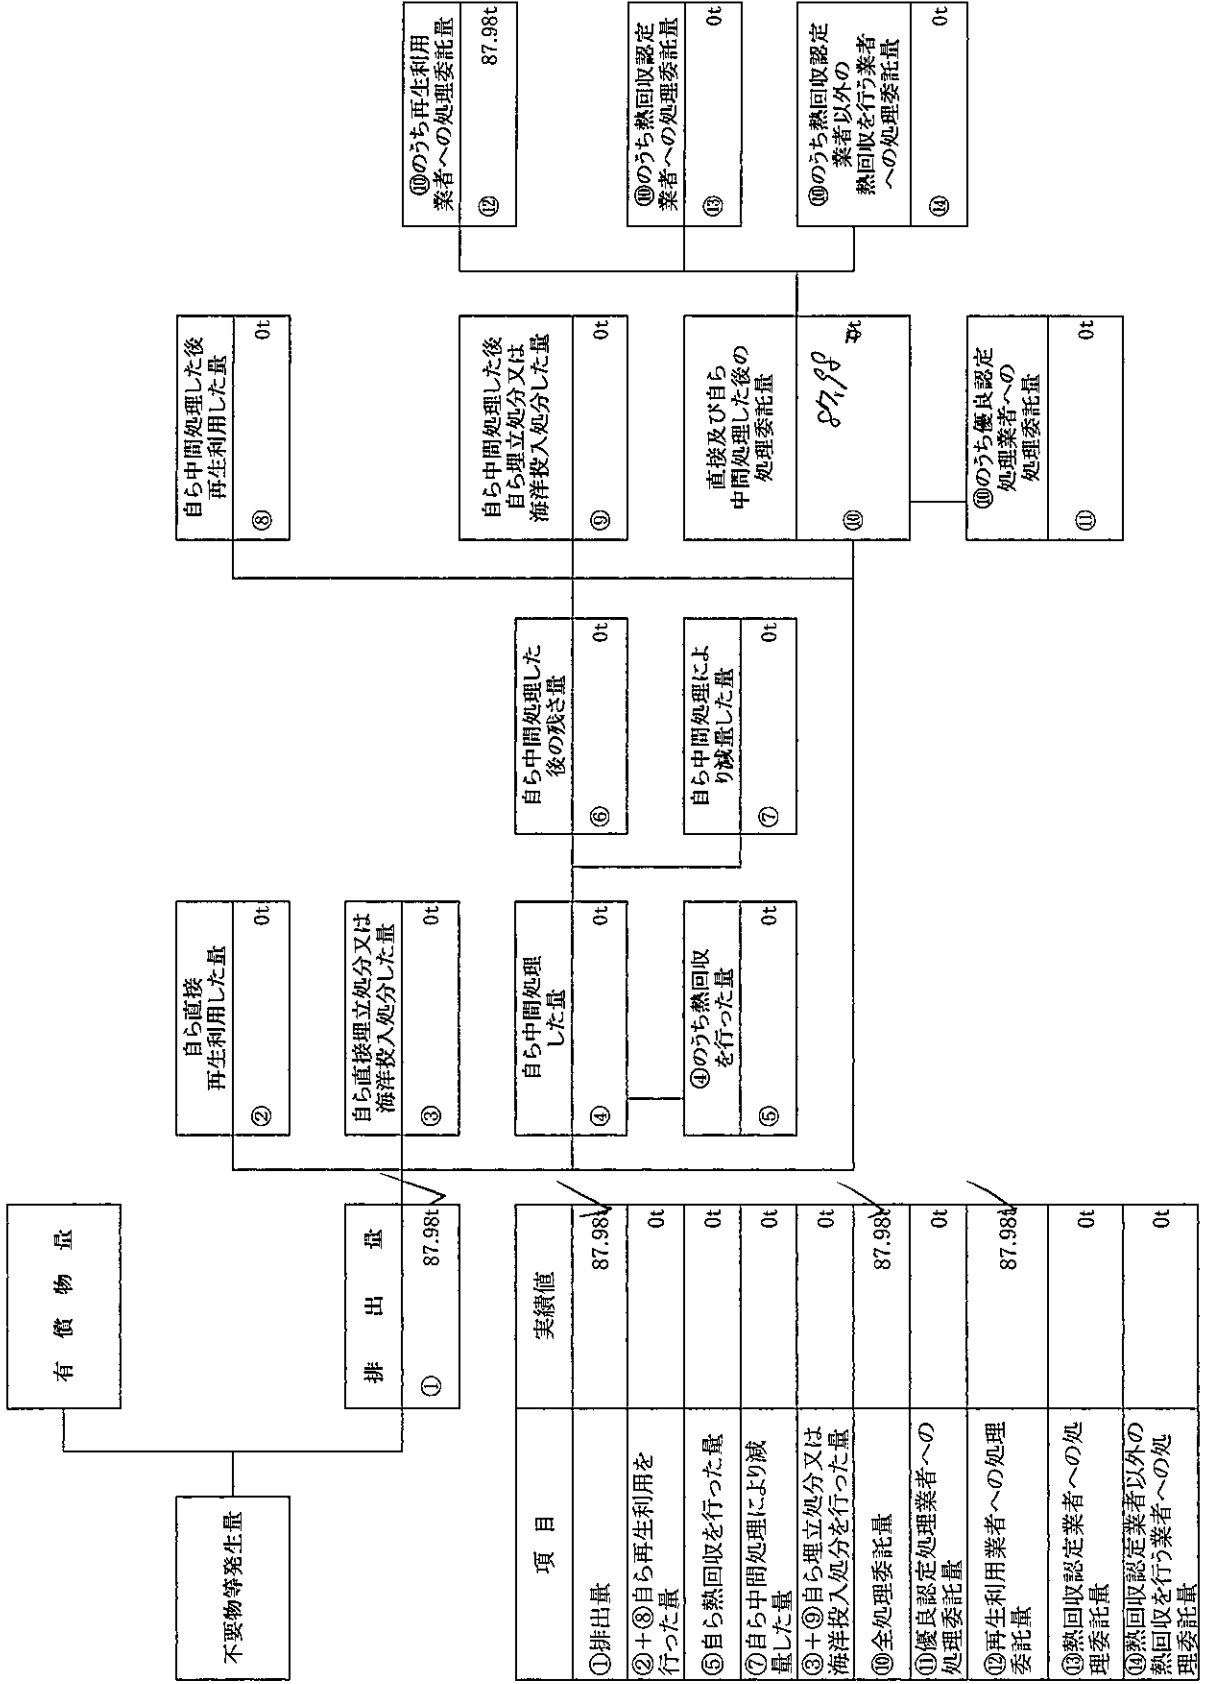 有償物量
不要物等発生量
排出量
① 87.98t
自ら直接
再生利用した量
② 0t
自ら直接埋立処分又は
海洋投入処分した量
③ 0t
自ら中間処理
した量
④ 0t
④のうち熱回収
を行った量
⑤ 0t
自ら中間処理した
後の残さ量
⑥ 0t
自ら中間処理によ
り減量した量
⑦ 0t
自ら中間処理した後
再生利用した量
⑧ 0t
自ら中間処理した後
自ら埋立処分又は
海洋投入処分した量
⑨ 0t
直接及び自ら
中間処理した後の
処理委託量
⑩ 87.98 0t
⑩のうち優良認定
処理業者への
処理委託量
⑪ 0t
⑩のうち再生利用
業者への処理委託量
⑫ 87.98t
⑩のうち熱回収認定
業者への処理委託量
⑬ 0t
⑩のうち熱回収認定
業者以外の
熱回収を行う業者
への処理委託量
⑭ 0t
項目 実績値
①排出量 87.98t
②+⑧自ら再生利用を
行った量 0t
⑤自ら熱回収を行った量 0t
⑦自ら中間処理により減
量した量 0t
③+⑨自ら埋立処分又は
海洋投入処分を行った量 0t
⑩全処理委託量 87.98t
⑪優良認定処理業者への
処理委託量 0t
⑫再生利用業者への処理
委託量 87.98t
⑬熱回収認定業者への処
理委託量 0t
⑭熱回収認定業者以外の
熱回収を行う業者への処
理委託量 0t